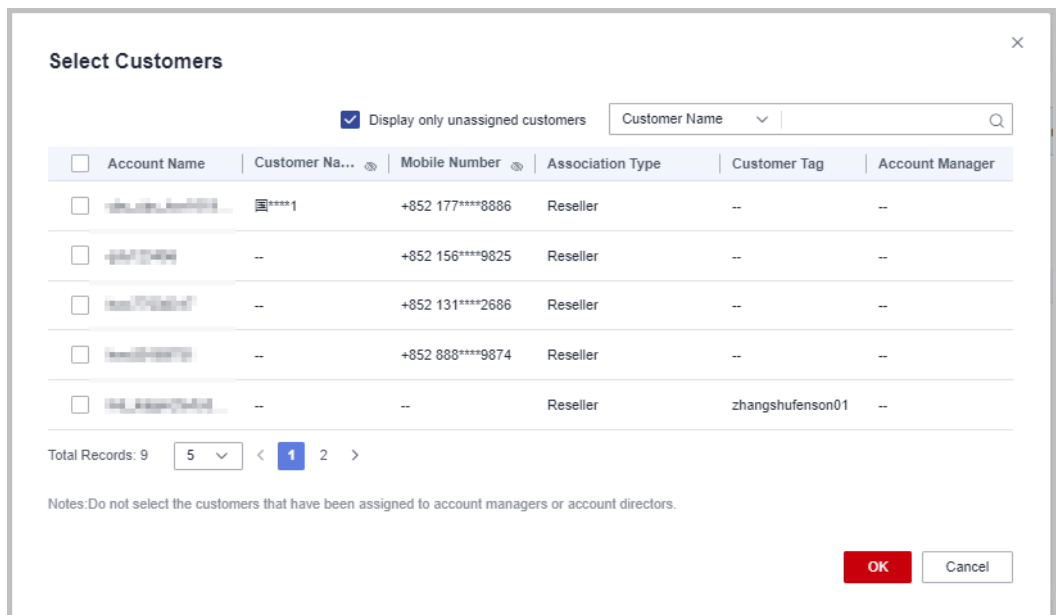 Select Customers
Display only unassigned customers Customer Name
Account Name Customer Na... Mobile Number Association Type Customer Tag Account Manager
国****1 +852 177****8886 Reseller -- --
-- +852 156****9825 Reseller -- --
-- +852 131****2686 Reseller -- --
-- +852 888****9874 Reseller -- --
-- -- Reseller zhangshufenson01 --
Total Records: 9 5 < 1 2 >
Notes:Do not select the customers that have been assigned to account managers or account directors.
OK Cancel